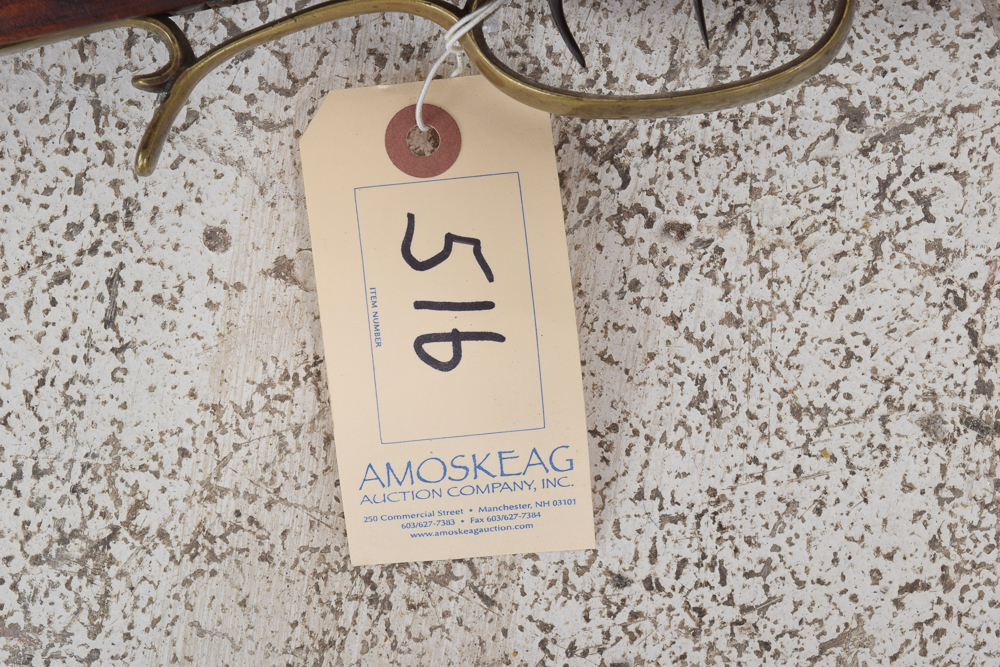 516
ITEM NUMBER
AMOSKEAG
AUCTION COMPANY, INC.
250 Commercial Street • Manchester, NH 03101
603/627-7383 • Fax 603/627-7384
www.amoskeagauction.com